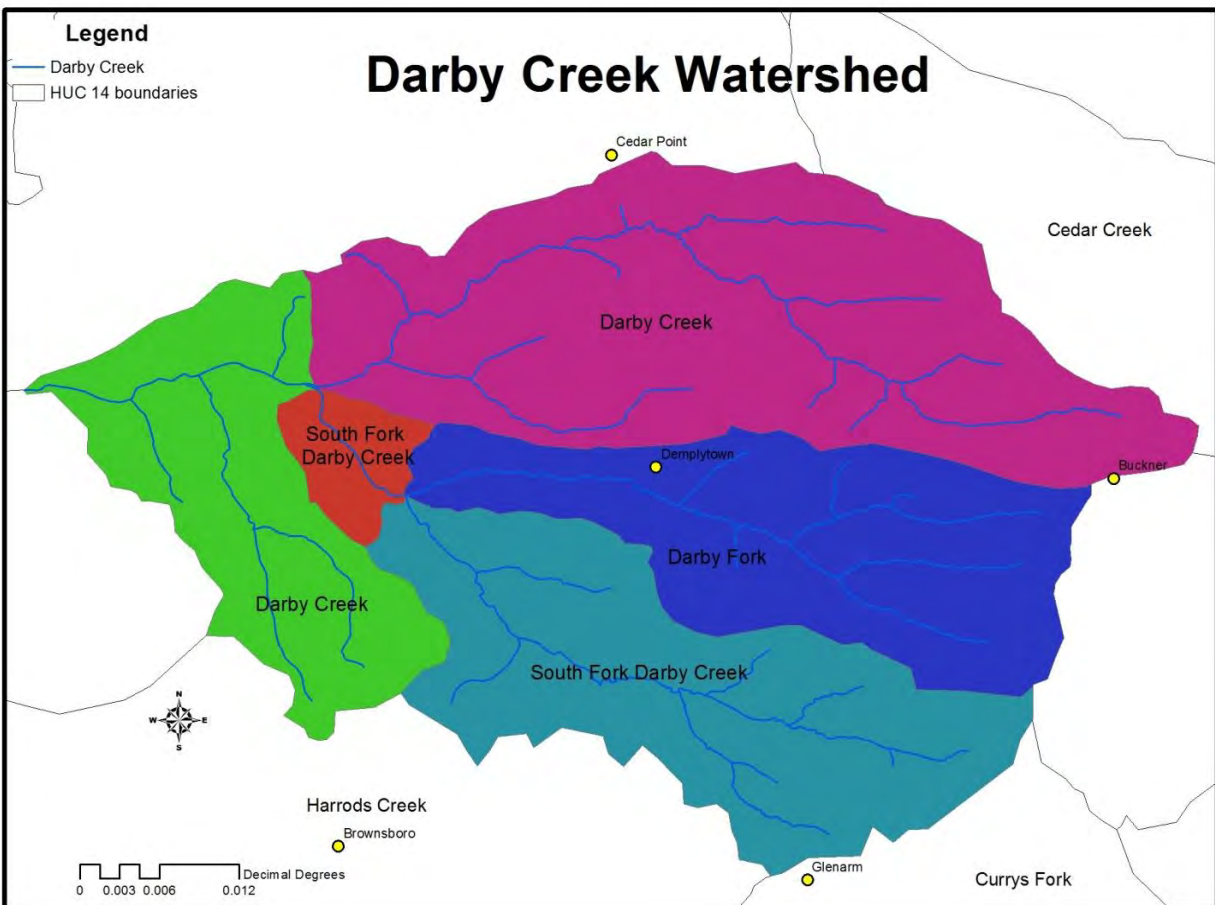 Legend
Darby Creek
HUC 14 boundaries
Darby Creek Watershed
Cedar Point
Cedar Creek
Darby Creek
South Fork
Darby Creek
Demplytown
Buckner
Darby Fork
Darby Creek
South Fork Darby Creek
N
W E
S
Harrods Creek
Brownsboro
Glenarm
Currys Fork
Decimal Degrees
0 0.003 0.006 0.012